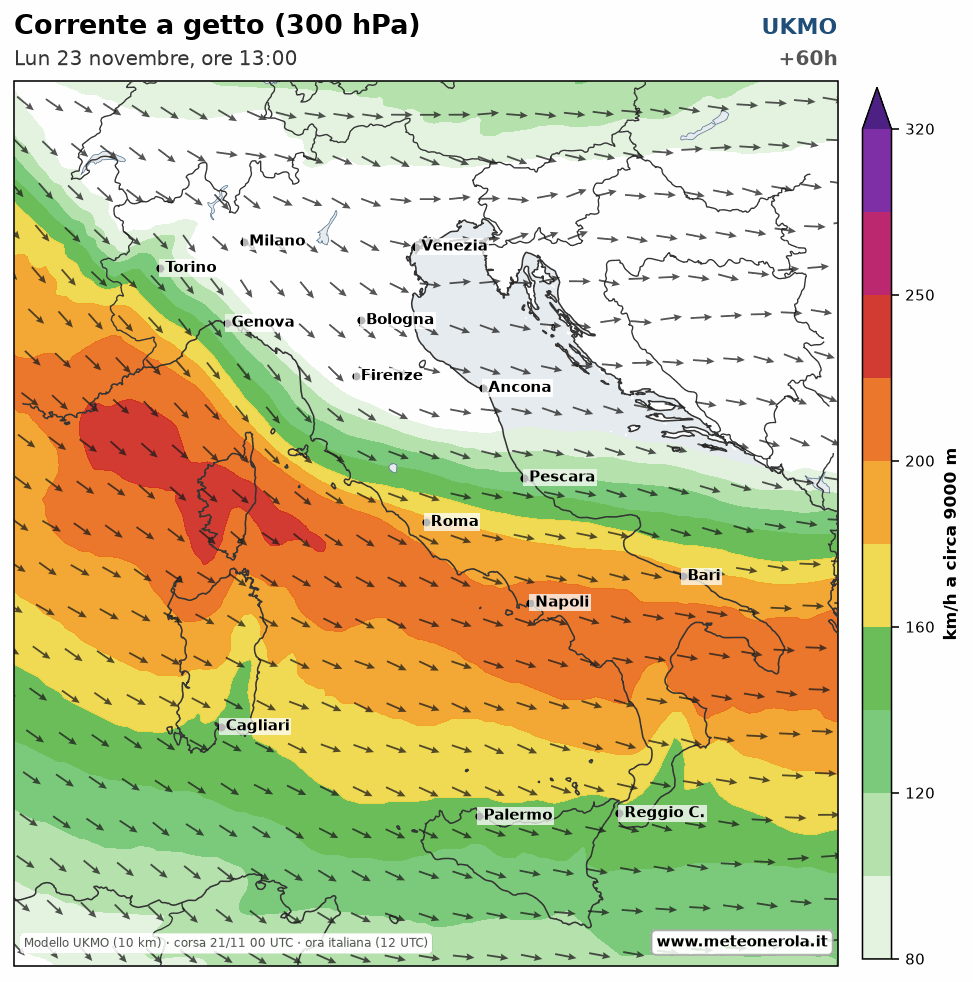 Corrente a getto (300 hPa)
UKMO
Lun 23 novembre, ore 13:00
+60h
320
Milano
Venezia
Torino
250
Genova
Bologna
Firenze
Ancona
200
km/h a circa 9000 m
Pescara
Roma
Bari
Napoli
160
Cagliari
120
Palermo
Reggio C.
Modello UKMO (10 km) · corsa 21/11 00 UTC · ora italiana (12 UTC)
www.meteonerola.it
80